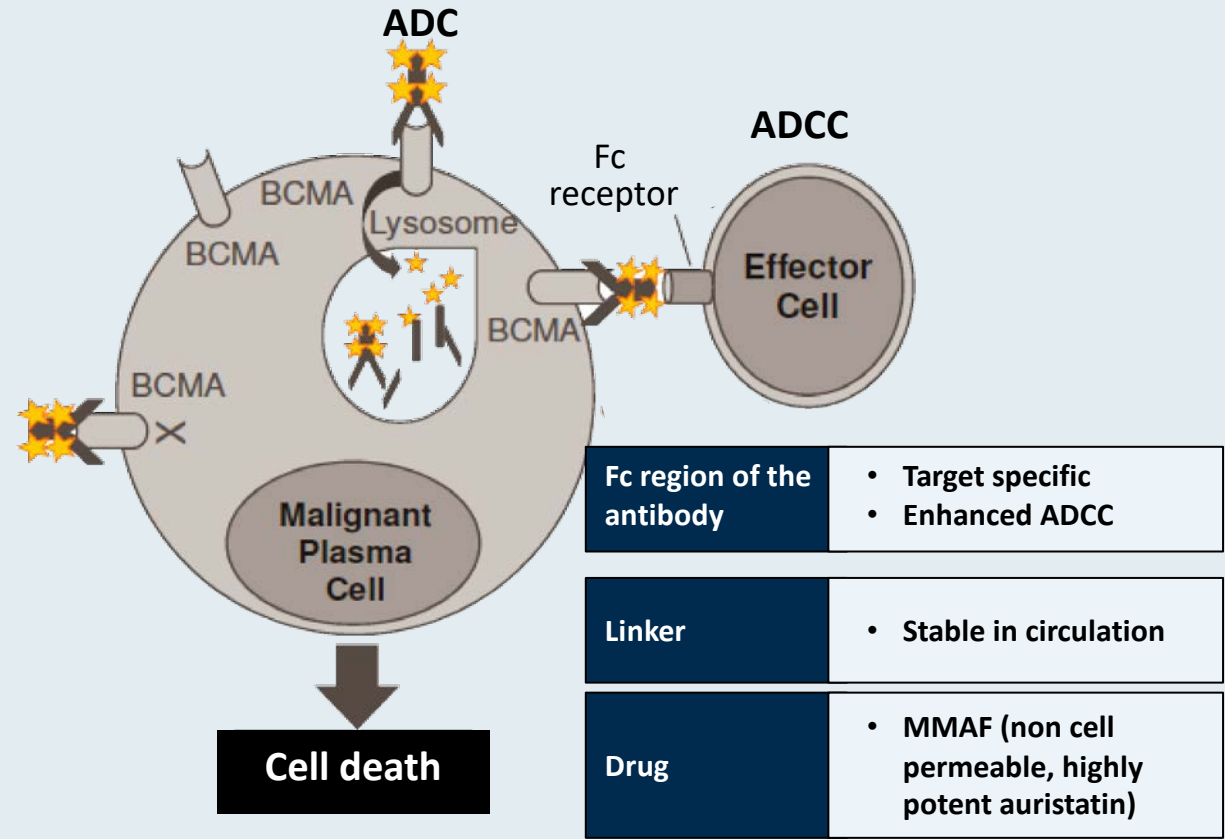 ADC
ADCC
Fc
receptor
BCMA
Lysosome
BCMA
Effector
Cell
BCMA
BCMA
X
Malignant
Plasma
Cell
Cell death
Fc region of the
antibody
• Target specific
• Enhanced ADCC
Linker
• Stable in circulation
Drug
• MMAF (non cell
permeable, highly
potent auristatin)